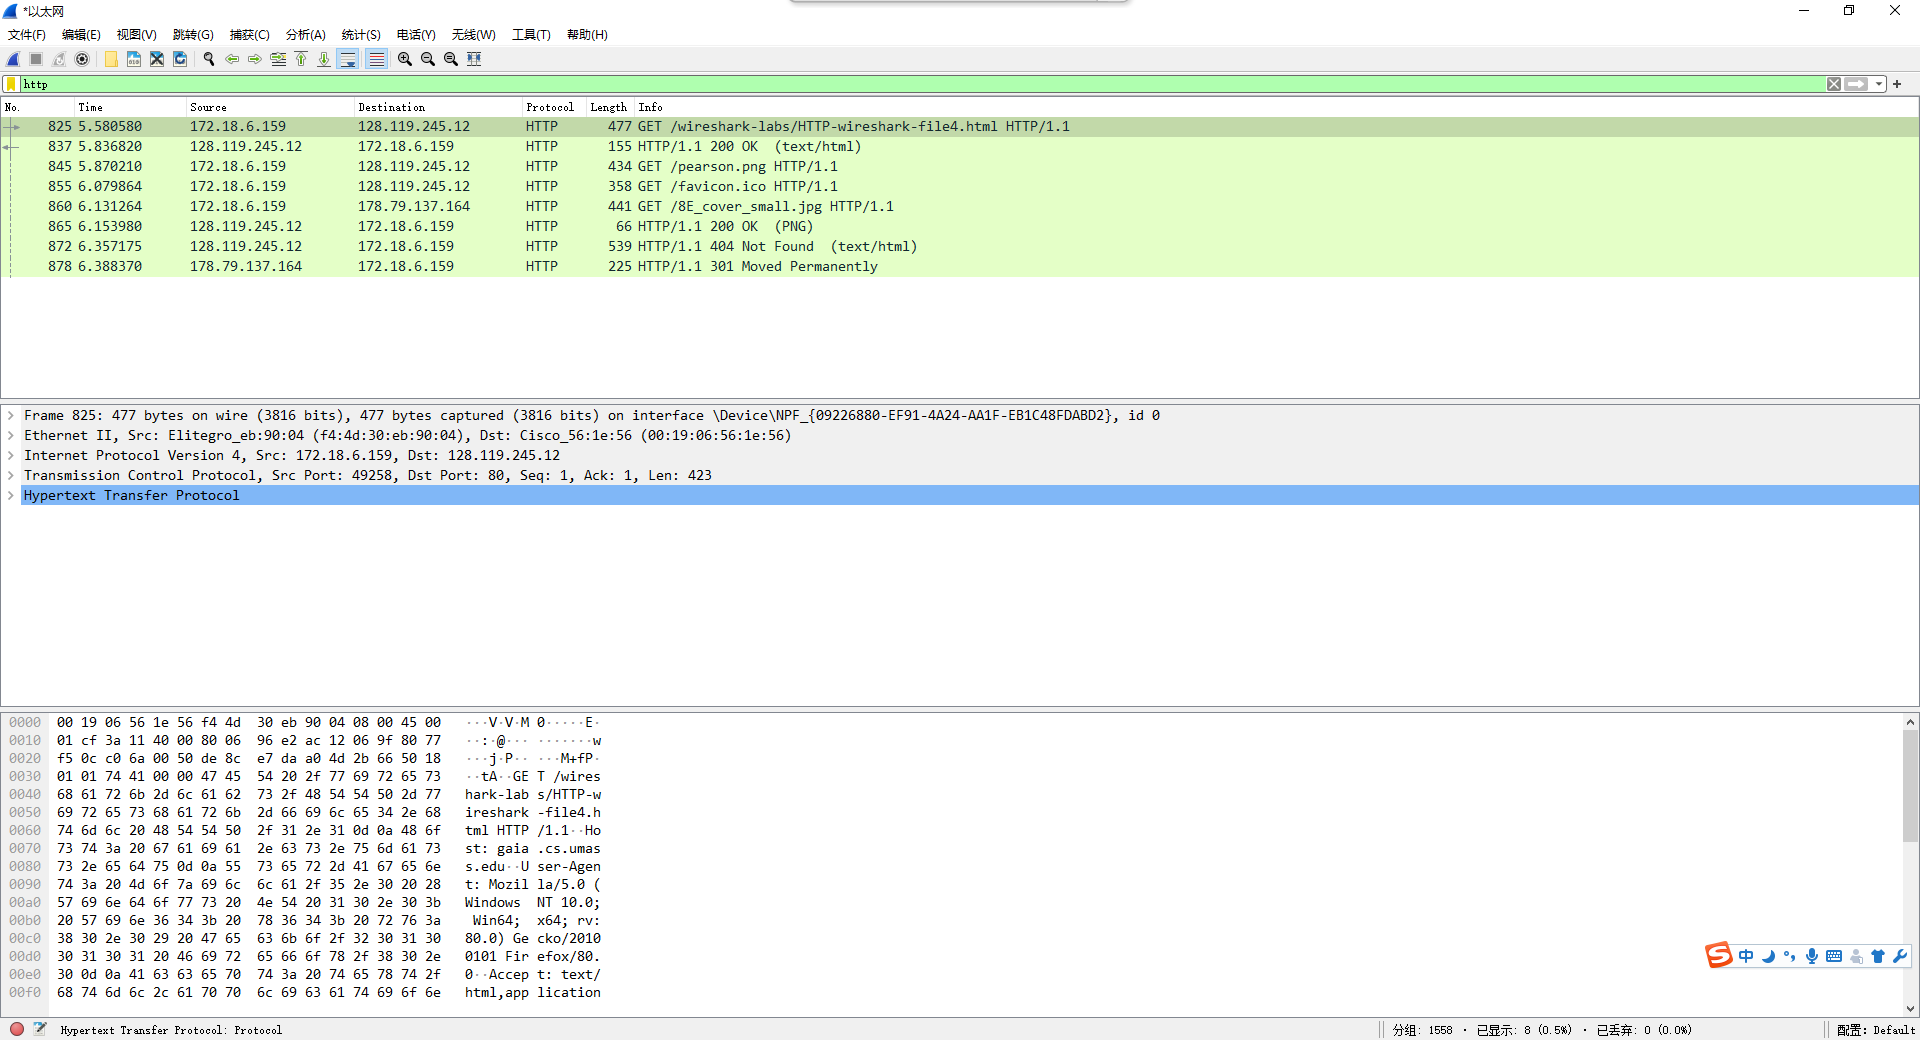 *以太网
文件(F) 编辑(E) 视图(V) 跳转(G) 捕获(C) 分析(A) 统计(S) 电话(Y) 无线(W) 工具(T) 帮助(H)
http
No. Time Source Destination Protocol Length Info
825 5.580580 172.18.6.159 128.119.245.12 HTTP 477 GET /wireshark-labs/HTTP-wireshark-file4.html HTTP/1.1
837 5.836820 128.119.245.12 172.18.6.159 HTTP 155 HTTP/1.1 200 OK (text/html)
845 5.870210 172.18.6.159 128.119.245.12 HTTP 434 GET /pearson.png HTTP/1.1
855 6.079864 172.18.6.159 128.119.245.12 HTTP 358 GET /favicon.ico HTTP/1.1
860 6.131264 172.18.6.159 178.79.137.164 HTTP 441 GET /8E_cover_small.jpg HTTP/1.1
865 6.153980 128.119.245.12 172.18.6.159 HTTP 66 HTTP/1.1 200 OK (PNG)
872 6.357175 128.119.245.12 172.18.6.159 HTTP 539 HTTP/1.1 404 Not Found (text/html)
878 6.388370 178.79.137.164 172.18.6.159 HTTP 225 HTTP/1.1 301 Moved Permanently
Frame 825: 477 bytes on wire (3816 bits), 477 bytes captured (3816 bits) on interface \Device\NPF_{09226880-EF91-4A24-AA1F-EB1C48FDABD2}, id 0
Ethernet II, Src: Elitegro_eb:90:04 (f4:4d:30:eb:90:04), Dst: Cisco_56:1e:56 (00:19:06:56:1e:56)
Internet Protocol Version 4, Src: 172.18.6.159, Dst: 128.119.245.12
Transmission Control Protocol, Src Port: 49258, Dst Port: 80, Seq: 1, Ack: 1, Len: 423
Hypertext Transfer Protocol
0000 00 19 06 56 1e 56 f4 4d 30 eb 90 04 08 00 45 00 ···V·V·M 0·····E·
0010 01 cf 3a 11 40 00 80 06 96 e2 ac 12 06 9f 80 77 ··:·@··· ·······w
0020 f5 0c c0 6a 00 50 de 8c e7 da a0 4d 2b 66 50 18 ···j·P·· ···M+fP·
0030 01 01 74 41 00 00 47 45 54 20 2f 77 69 72 65 73 ··tA··GE T /wires
0040 68 61 72 6b 2d 6c 61 62 73 2f 48 54 54 50 2d 77 hark-lab s/HTTP-w
0050 69 72 65 73 68 61 72 6b 2d 66 69 6c 65 34 2e 68 ireshark -file4.h
0060 74 6d 6c 20 48 54 54 50 2f 31 2e 31 0d 0a 48 6f tml HTTP /1.1··Ho
0070 73 74 3a 20 67 61 69 61 2e 63 73 2e 75 6d 61 73 st: gaia .cs.umas
0080 73 2e 65 64 75 0d 0a 55 73 65 72 2d 41 67 65 6e s.edu··U ser-Agen
0090 74 3a 20 4d 6f 7a 69 6c 6c 61 2f 35 2e 30 20 28 t: Mozil la/5.0 (
00a0 57 69 6e 64 6f 77 73 20 4e 54 20 31 30 2e 30 3b Windows NT 10.0;
00b0 20 57 69 6e 36 34 3b 20 78 36 34 3b 20 72 76 3a Win64; x64; rv:
00c0 38 30 2e 30 29 20 47 65 63 6b 6f 2f 32 30 31 30 80.0) Ge cko/2010
00d0 30 31 30 31 20 46 69 72 65 66 6f 78 2f 38 30 2e 0101 Fir efox/80.
00e0 30 0d 0a 41 63 63 65 70 74 3a 20 74 65 78 74 2f 0··Accep t: text/
00f0 68 74 6d 6c 2c 61 70 70 6c 69 63 61 74 69 6f 6e html,app lication
S 中
Hypertext Transfer Protocol: Protocol 分组: 1558 · 已显示: 8 (0.5%) · 已丢弃: 0 (0.0%) 配置: Default